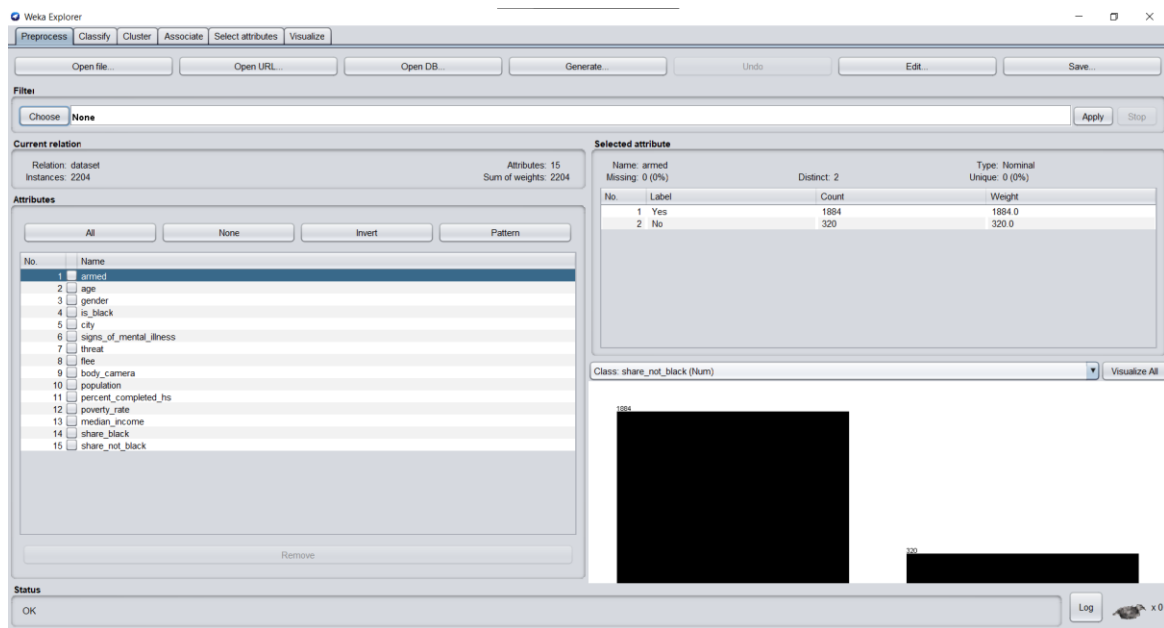 Weka Explorer
Preprocess Classify Cluster Associate Select attributes Visualize
Open file... Open URL... Open DB... Generate... Undo Edit... Save...
Filter
Choose None Apply Stop
Current relation
Relation: dataset Attributes: 15
Instances: 2204 Sum of weights: 2204
Attributes
All None Invert Pattern
No. Name
1 armed
2 age
3 gender
4 is_black
5 city
6 signs_of_mental_illness
7 threat
8 flee
9 body_camera
10 population
11 percent_completed_hs
12 poverty_rate
13 median_income
14 share_black
15 share_not_black
Remove
Selected attribute
Name: armed Type: Nominal
Missing: 0 (0%) Distinct: 2 Unique: 0 (0%)
No. Label Count Weight
1 Yes 1884 1884.0
2 No 320 320.0
Class: share_not_black (Num) Visualize All
1884
320
Status
OK Log x 0